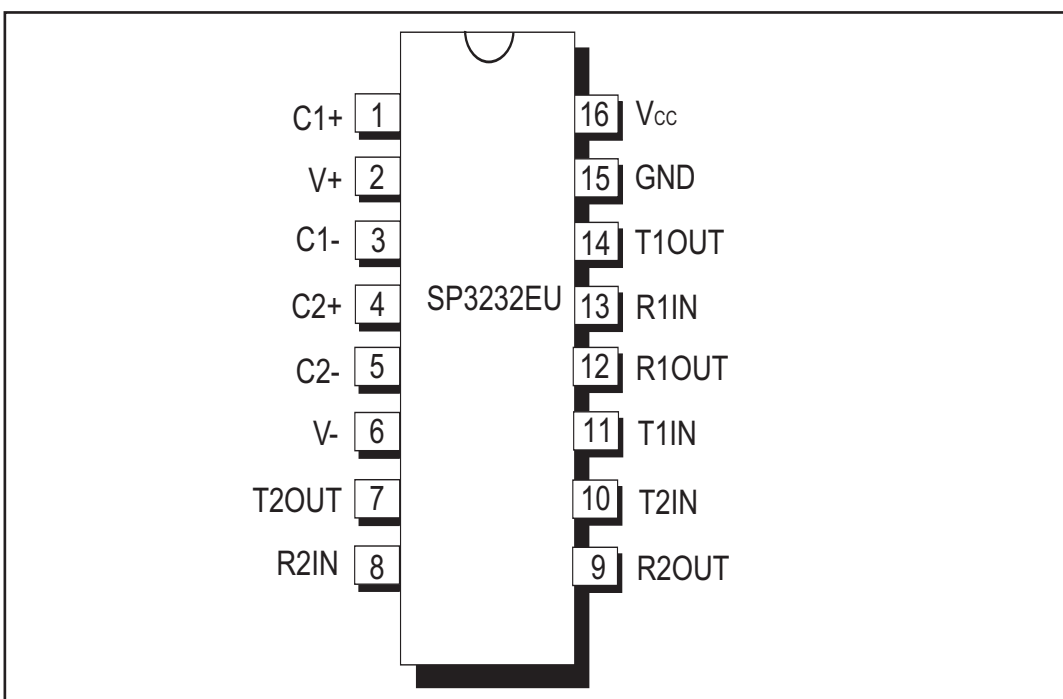 C1+ 1
V+ 2
C1- 3
C2+ 4
C2- 5
V- 6
T2OUT 7
R2IN 8
SP3232EU
16 Vcc
15 GND
14 T1OUT
13 R1IN
12 R1OUT
11 T1IN
10 T2IN
9 R2OUT